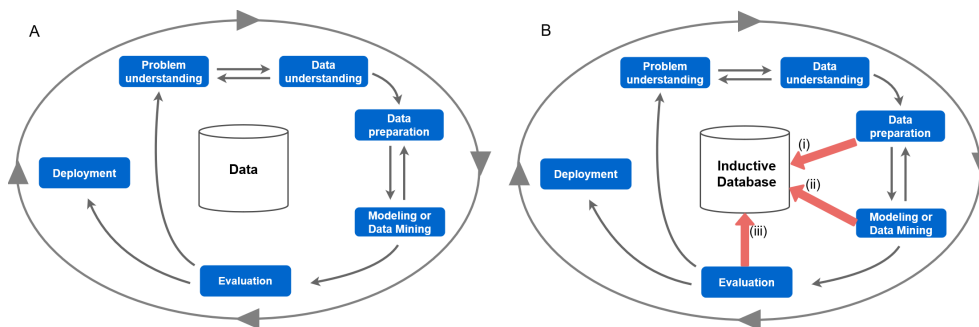 A
Problem
understanding
Data
understanding
Data
preparation
Data
Deployment
Modeling or
Data Mining
Evaluation
B
Problem
understanding
Data
understanding
Data
preparation
(i)
Inductive
Database
(ii)
Deployment
Modeling or
Data Mining
(iii)
Evaluation